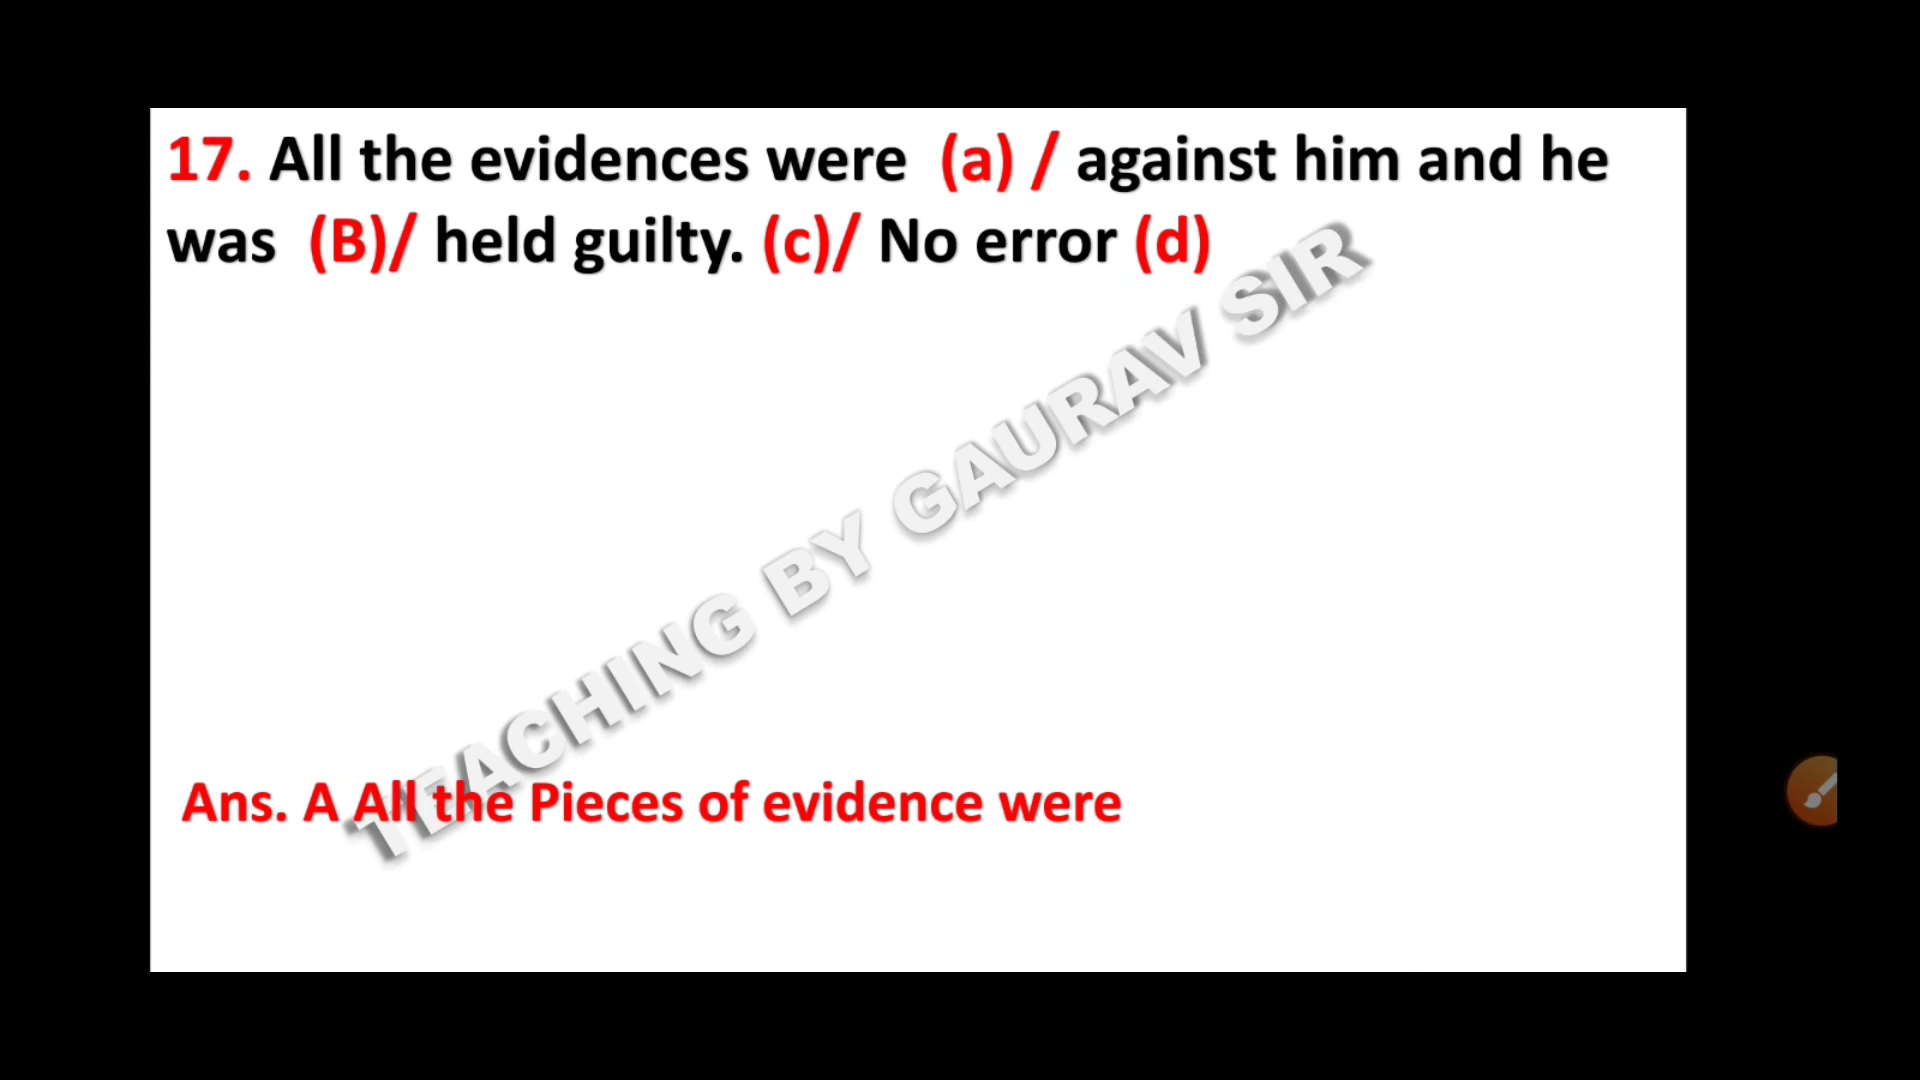 17. All the evidences were (a) / against him and he
was (B)/ held guilty. (c)/ No error (d)
TEACHING BY GAURAV SIR
Ans. A All the Pieces of evidence were